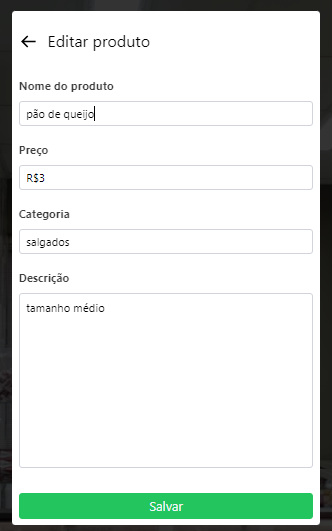 Editar produto
Nome do produto
pão de queijo
Preço
R$3
Categoria
salgados
Descrição
tamanho médio
Salvar